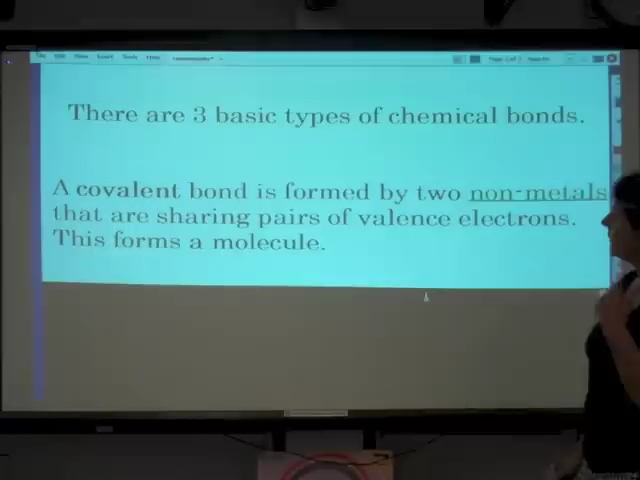 There are 3 basic types of chemical bonds.
A covalent bond is formed by two non-metals
that are sharing pairs of valence electrons.
This forms a molecule.